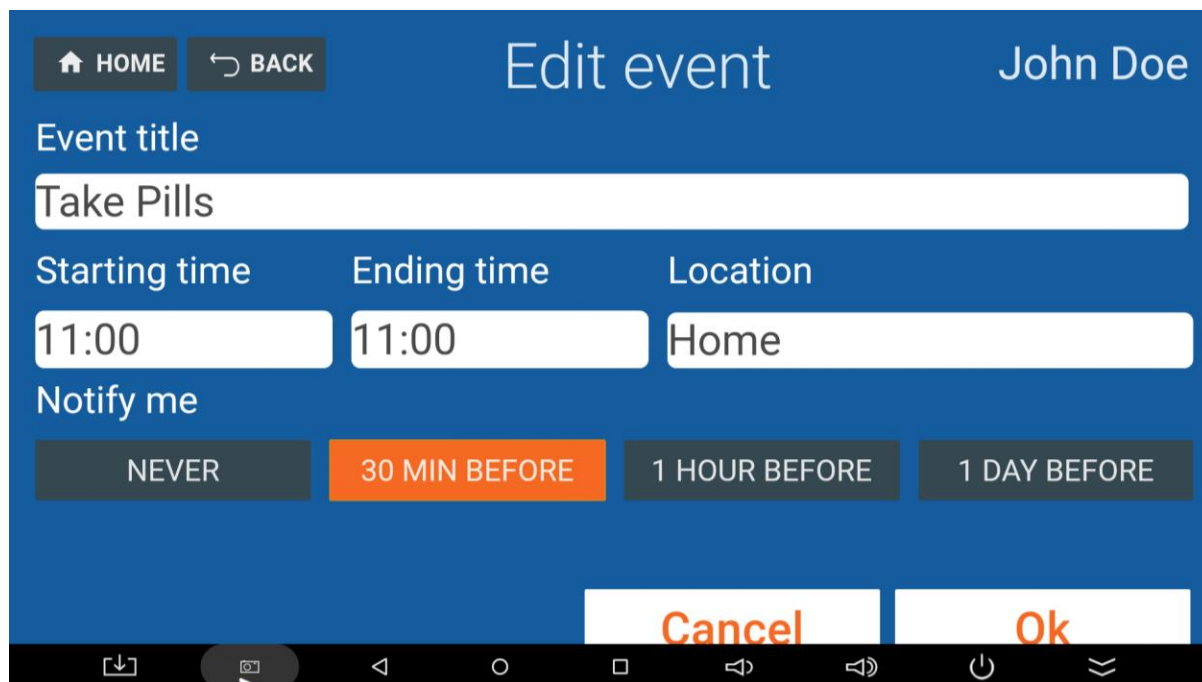 HOME BACK Edit event John Doe
Event title
Take Pills
Starting time Ending time Location
11:00 11:00 Home
Notify me
NEVER 30 MIN BEFORE 1 HOUR BEFORE 1 DAY BEFORE
Cancel Ok